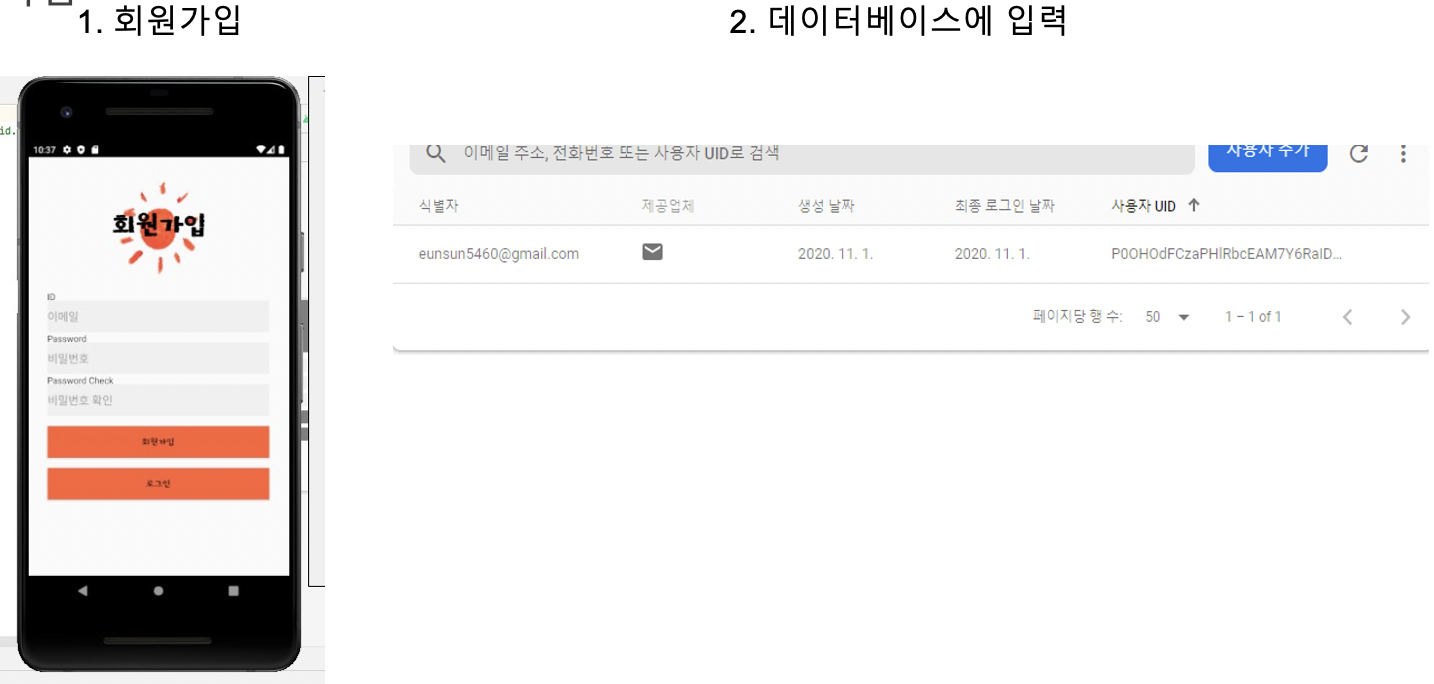 1. 회원가입
2. 데이터베이스에 입력
id.
10:37
회원가입
ID
이메일
Password
비밀번호
Password Check
비밀번호 확인
회원가입
로그인
이메일 주소, 전화번호 또는 사용자 UID로 검색
사용자 추가
식별자 제공업체 생성 날짜 최종 로그인 날짜 사용자 UID ↑
eunsun5460@gmail.com 2020. 11. 1. 2020. 11. 1. P0OHOdFCzaPHlRbcEAM7Y6RaID...
페이지당 행 수: 50 1 – 1 of 1